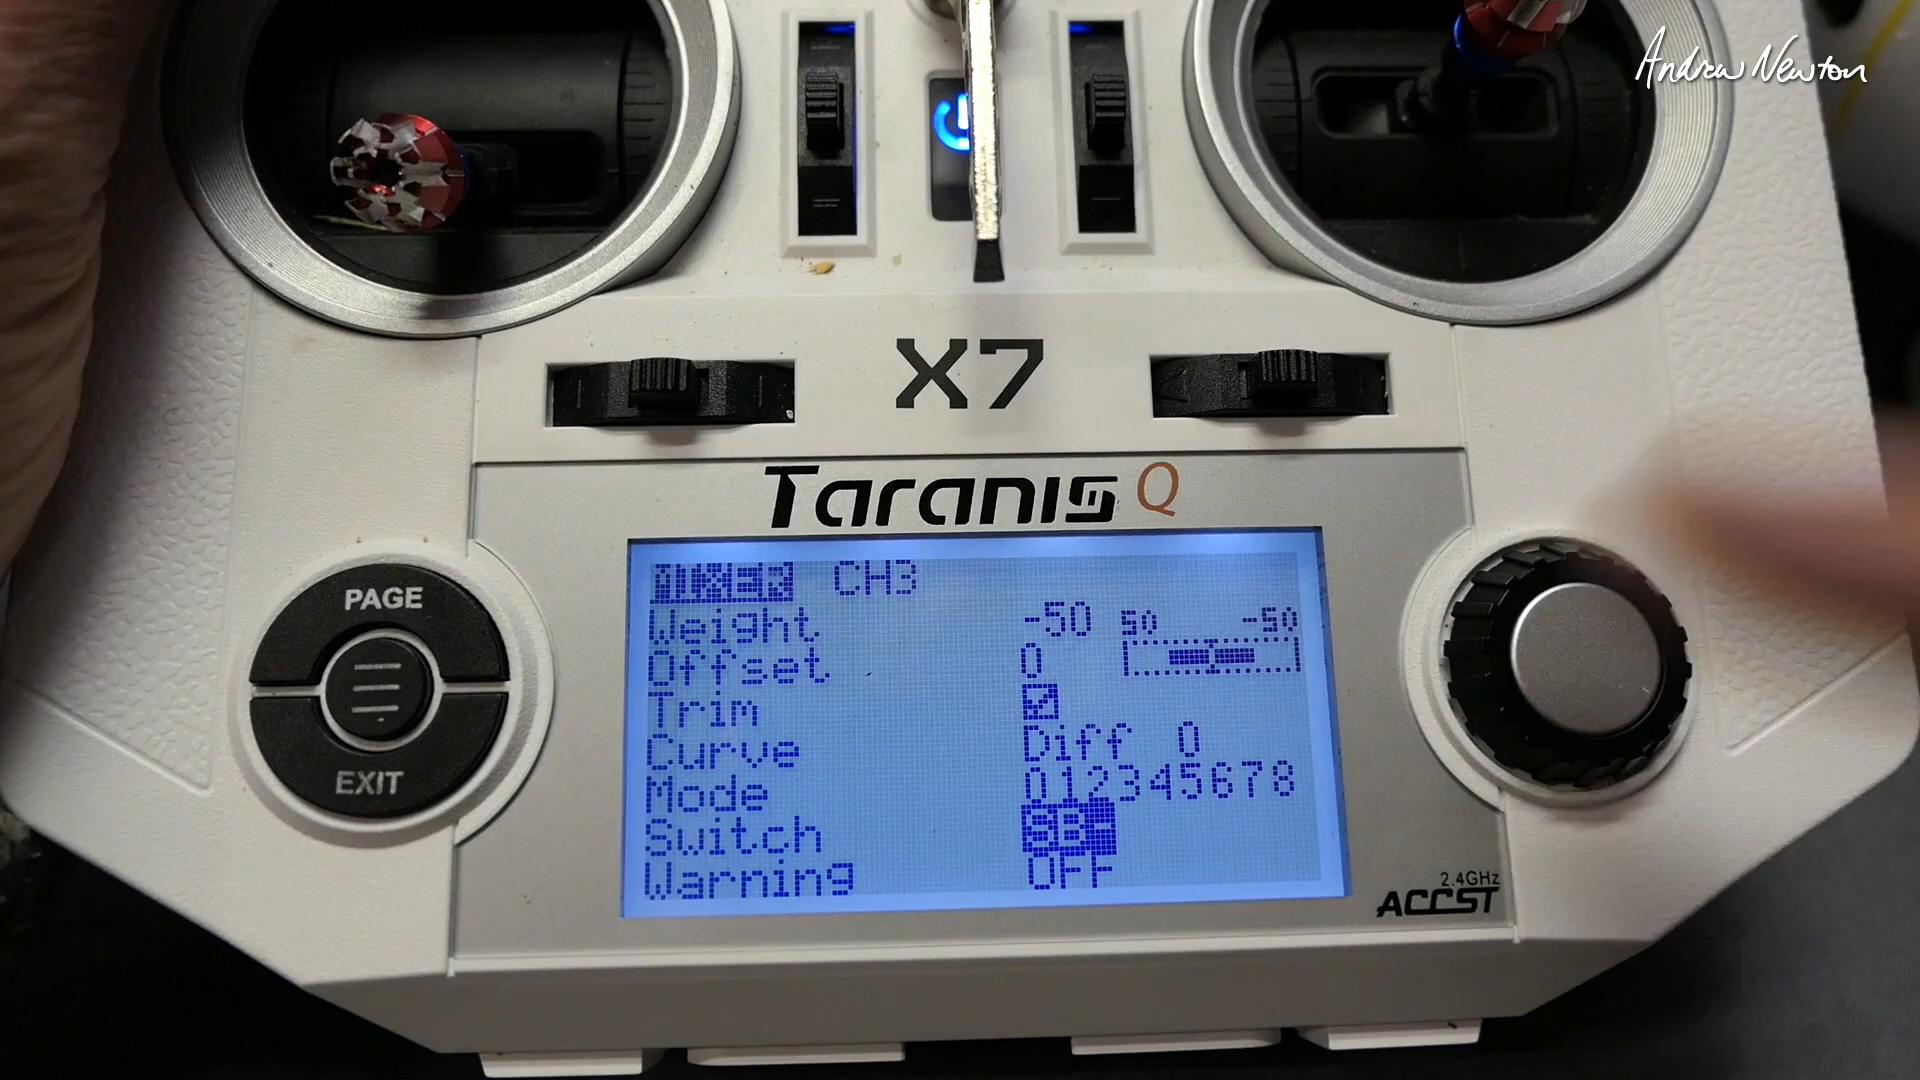 Andrew Newton
X7
Taranis Q
PAGE
EXIT
MIXER CH3
Weight -50 50 -50
Offset 0
Trim
Curve Diff 0
Mode 012345678
Switch SB-
Warning OFF
2.4GHz
ACCST